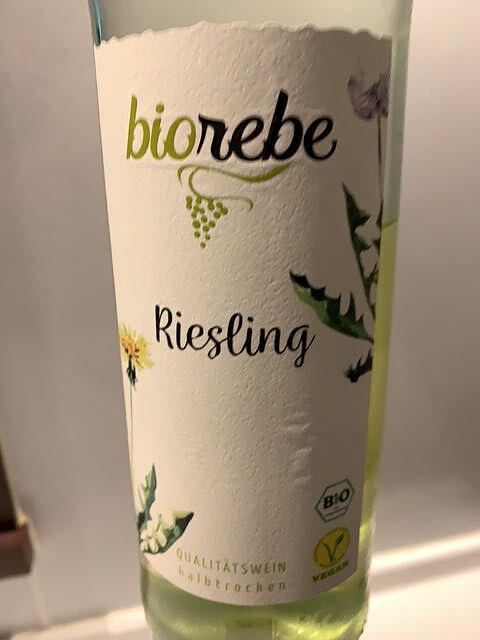 biorebe
Riesling
BIO
QUALITÄTSWEIN
halbtrocken
VEGAN